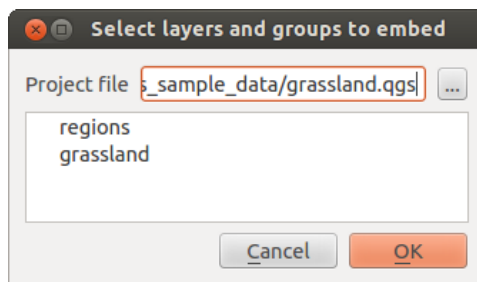 Select layers and groups to embed
Project file s_sample_data/grassland.qgs ...
regions
grassland
Cancel OK